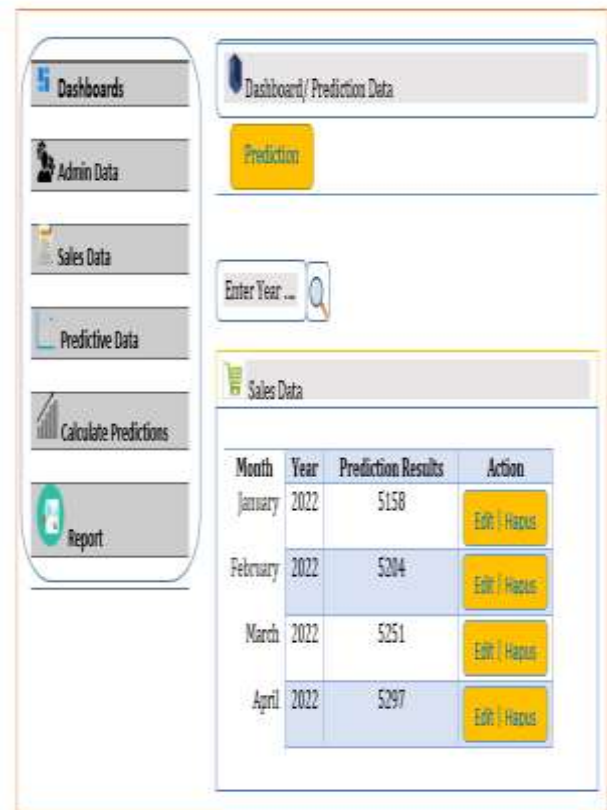 Dashboards
Admin Data
Sales Data
Predictive Data
Calculate Predictions
Report
Dashboard/ Prediction Data
Prediction
Enter Year ...
Sales Data
Month Year Prediction Results Action
January 2022 5158 Edit | Hapus
February 2022 5204 Edit | Hapus
March 2022 5251 Edit | Hapus
April 2022 5297 Edit | Hapus